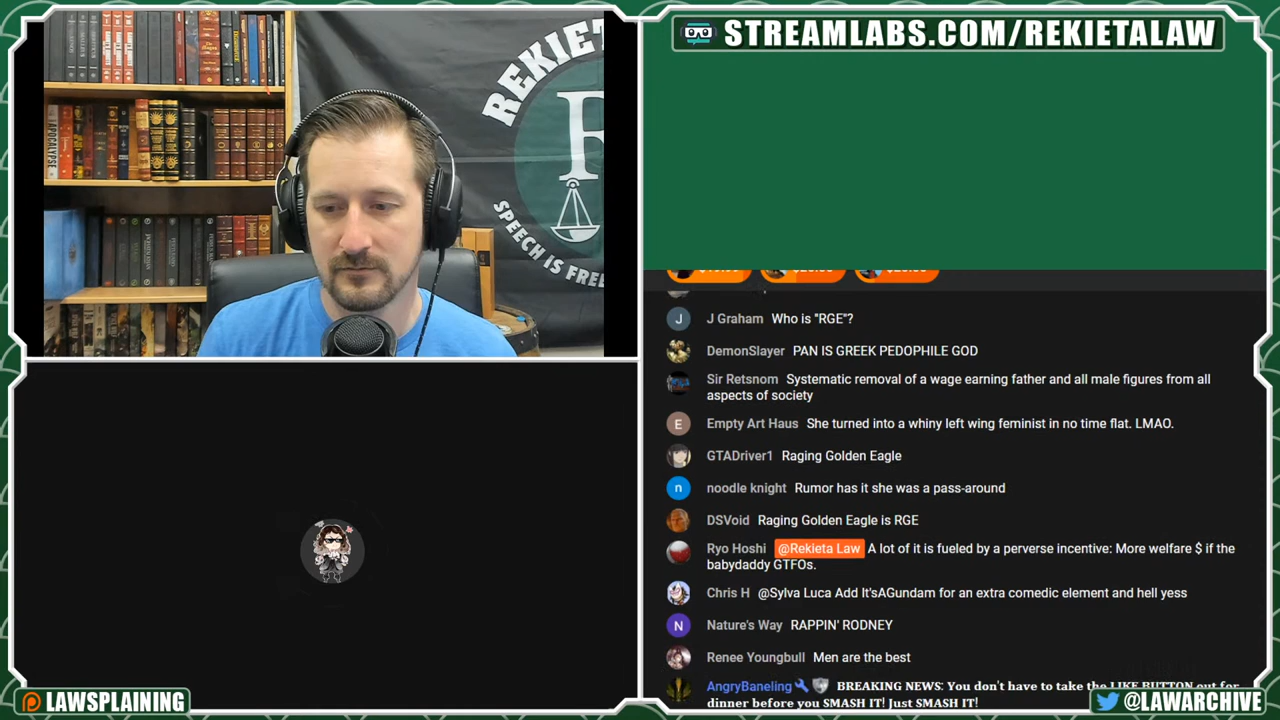 STREAMLABS.COM/REKIETALAW
REKIET
R
SPEECH IS FREE
APOCALYPSE
J Graham Who is "RGE"?
DemonSlayer PAN IS GREEK PEDOPHILE GOD
Sir Retsnom Systematic removal of a wage earning father and all male figures from all
aspects of society
E Empty Art Haus She turned into a whiny left wing feminist in no time flat. LMAO.
GTADriver1 Raging Golden Eagle
n noodle knight Rumor has it she was a pass-around
DSVoid Raging Golden Eagle is RGE
Ryo Hoshi @Rekieta Law A lot of it is fueled by a perverse incentive: More welfare $ if the
babydaddy GTFOs.
Chris H @Sylva Luca Add It'sAGundam for an extra comedic element and hell yess
N Nature's Way RAPPIN' RODNEY
Renee Youngbull Men are the best
AngryBaneling BREAKING NEWS: You don't have to take the LIKE BUTTON out for
dinner before you SMASH IT! Just SMASH IT!
LAWSPLAINING
@LAWARCHIVE